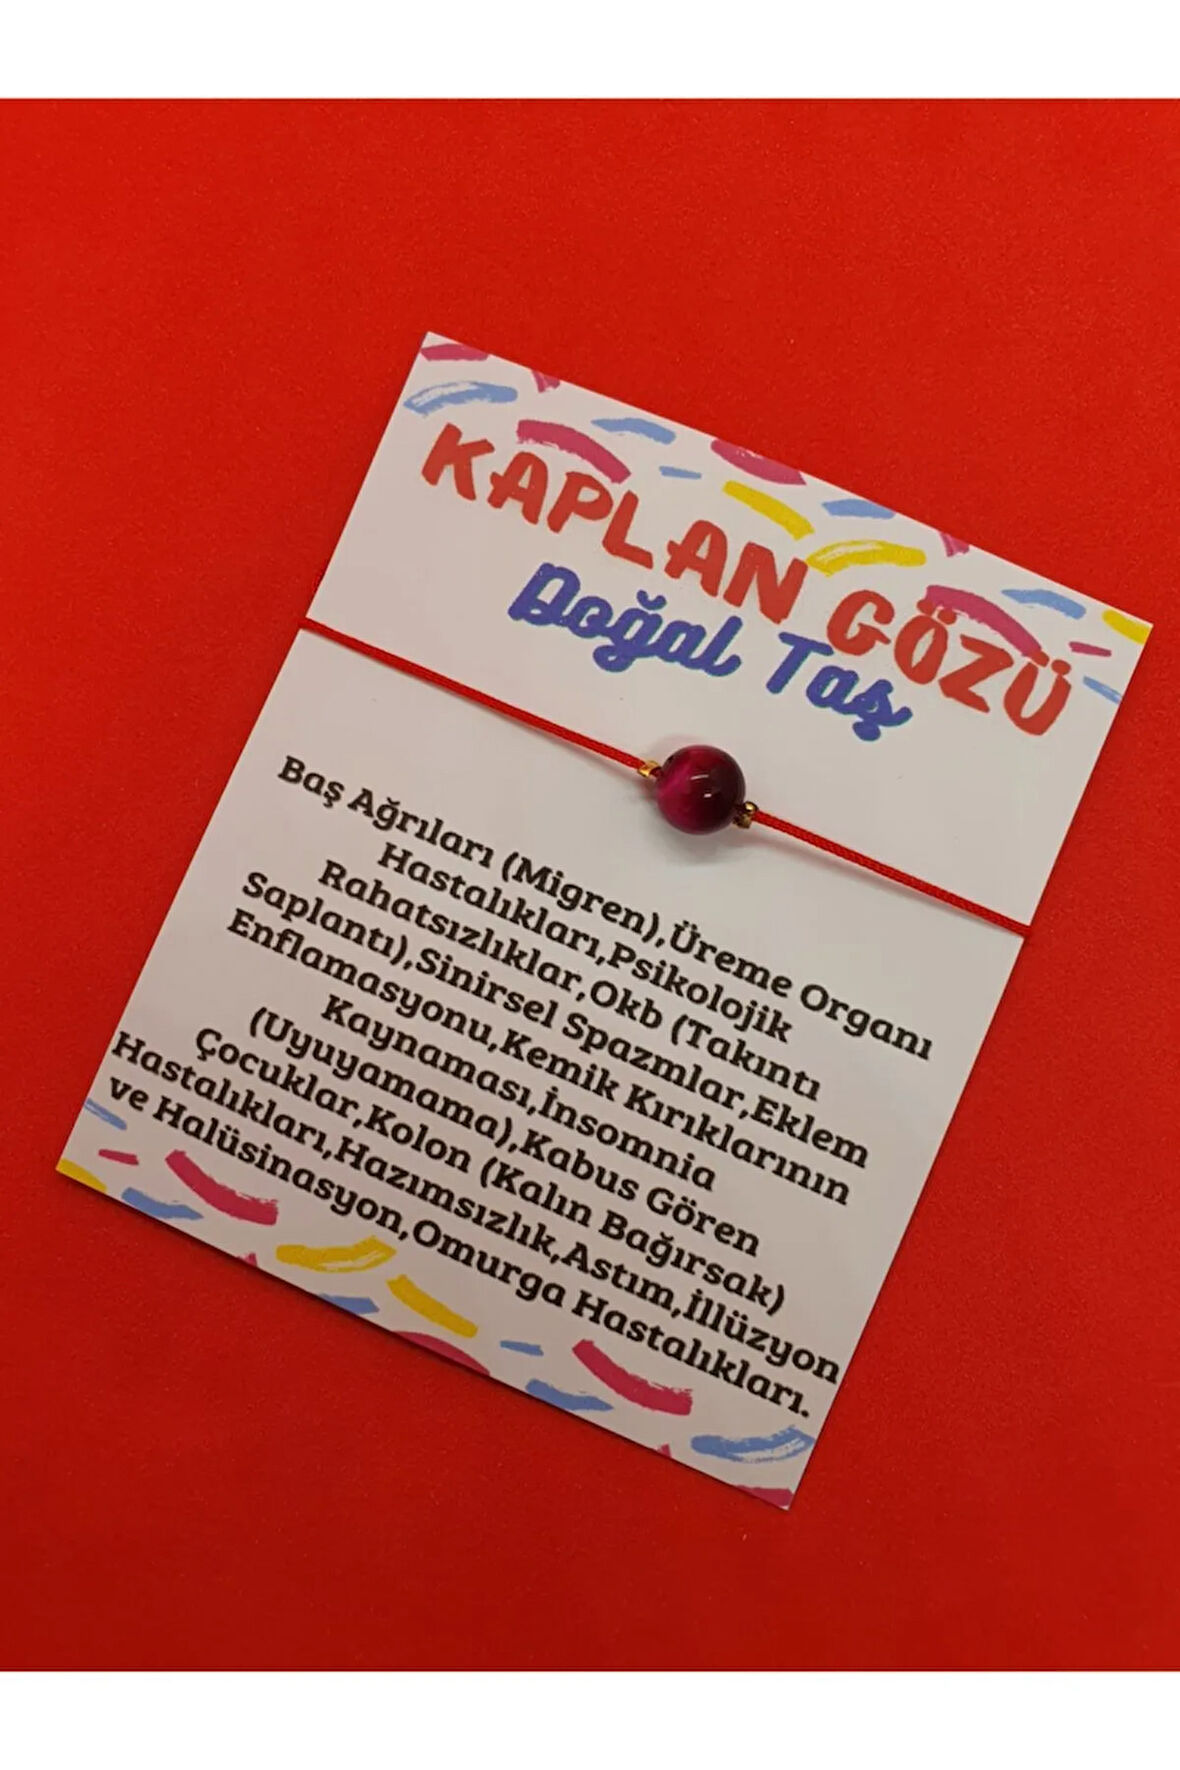 KAPLAN GÖZÜ
Doğal Taş
Baş Ağrıları (Migren),Üreme Organı
Hastalıkları,Psikolojik
Rahatsızlıklar,Okb (Takıntı
Saplantı),Sinirsel Spazmlar,Eklem
Enflamasyonu,Kemik Kırıklarının
Kaynaması,İnsomnia
(Uyuyamama),Kabus Gören
Çocuklar,Kolon (Kalın Bağırsak)
Hastalıkları,Hazımsızlık,Astım,İllüzyon
ve Halüsinasyon,Omurga Hastalıkları.